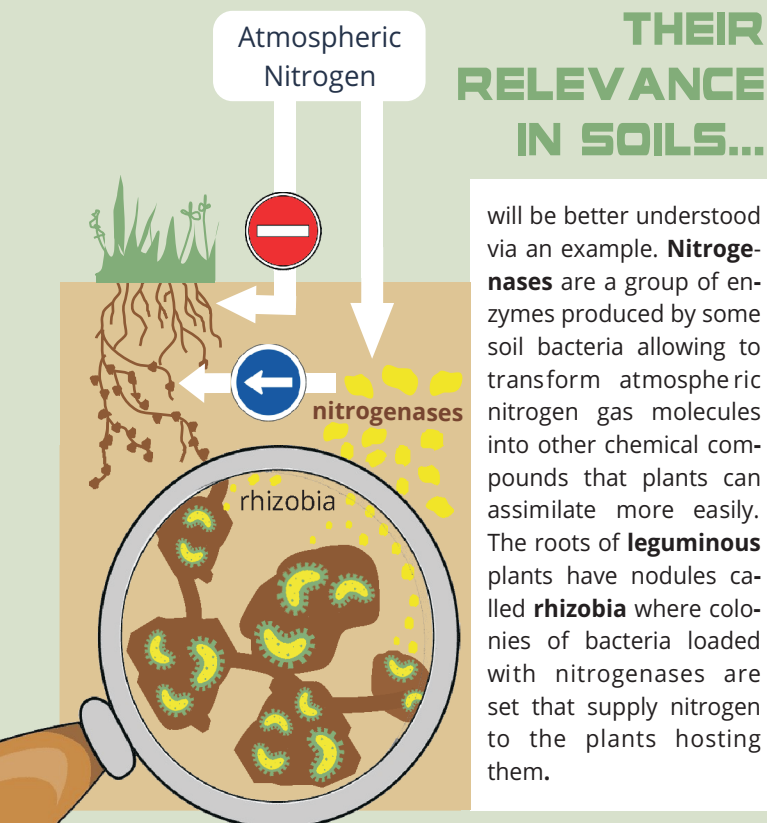 Atmospheric
Nitrogen
THEIR
RELEVANCE
IN SOILS...
will be better understood
via an example. Nitroge-
nases are a group of en-
zymes produced by some
soil bacteria allowing to
transform atmospheric
nitrogen gas molecules
into other chemical com-
pounds that plants can
assimilate more easily.
The roots of leguminous
plants have nodules ca-
lled rhizobia where colo-
nies of bacteria loaded
with nitrogenases are
set that supply nitrogen
to the plants hosting
them.
nitrogenases
rhizobia